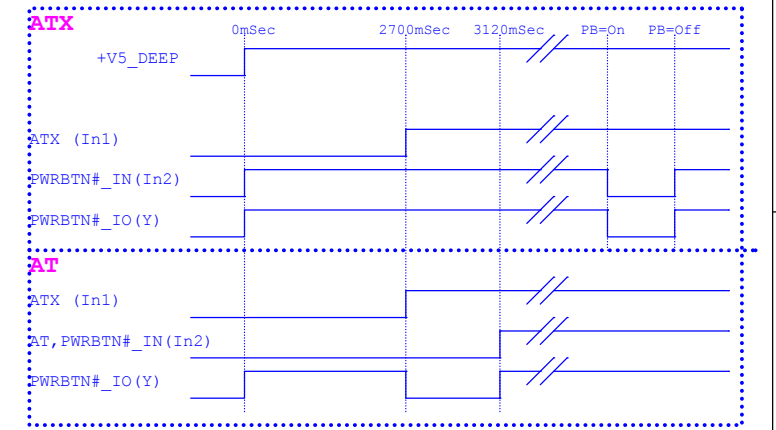 ATX
0mSec 2700mSec 3120mSec PB=On PB=Off
+V5_DEEP
ATX (In1)
PWRBTN#_IN(In2)
PWRBTN#_IO(Y)
AT
ATX (In1)
AT,PWRBTN#_IN(In2)
PWRBTN#_IO(Y)